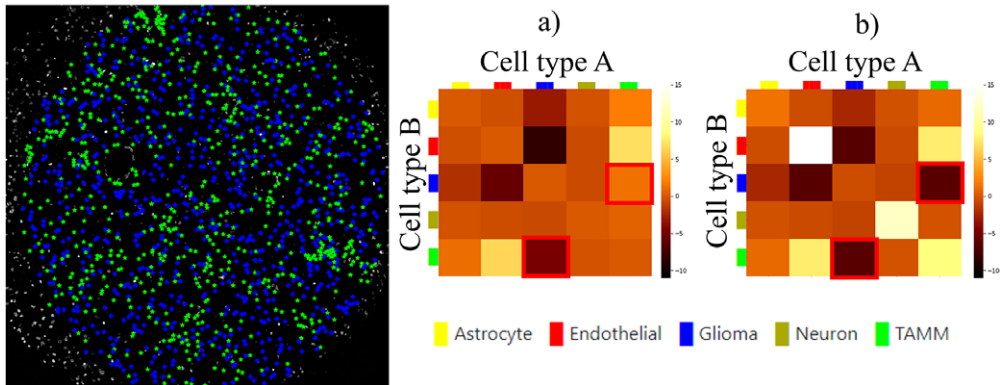 a)
b)
Cell type A
Cell type A
Cell type B
15
10
5
0
−5
−10
Cell type B
15
10
5
0
−5
−10
Astrocyte
Endothelial
Glioma
Neuron
TAMM